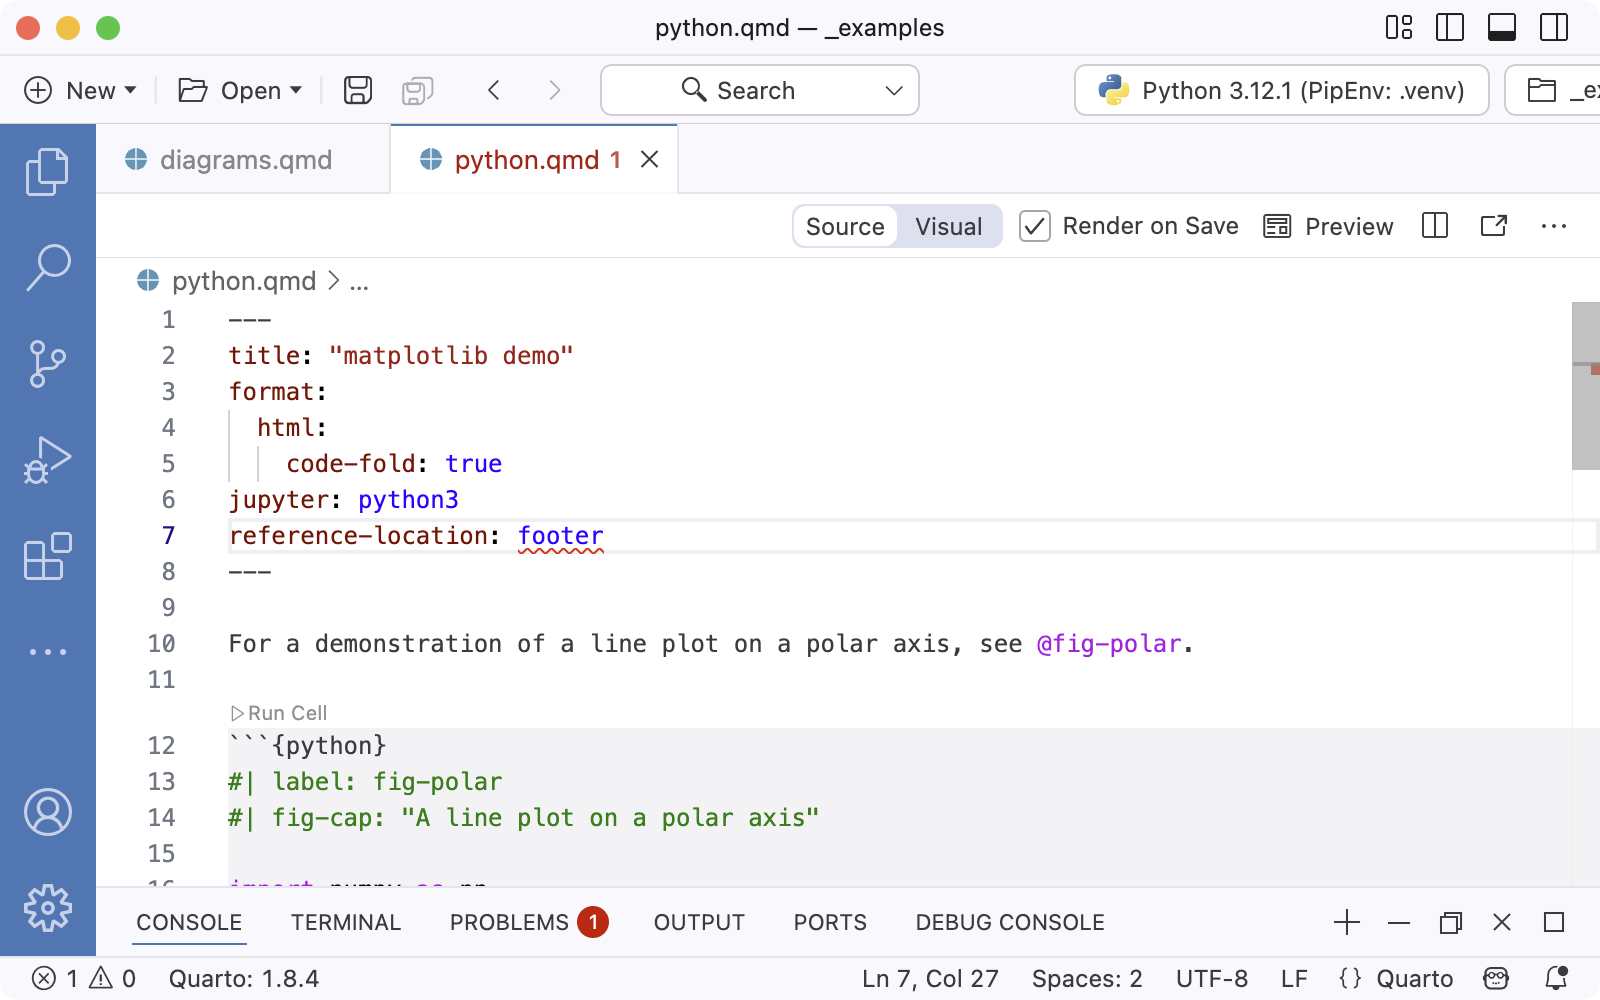 python.qmd — _examples
New Open Search Python 3.12.1 (PipEnv: .venv)
diagrams.qmd python.qmd 1
Source Visual Render on Save Preview
python.qmd > ...
1 ---
2 title: "matplotlib demo"
3 format:
4 html:
5 code-fold: true
6 jupyter: python3
7 reference-location: footer
8 ---
9
10 For a demonstration of a line plot on a polar axis, see @fig-polar.
11
Run Cell
12 ```{python}
13 #| label: fig-polar
14 #| fig-cap: "A line plot on a polar axis"
15
CONSOLE TERMINAL PROBLEMS 1 OUTPUT PORTS DEBUG CONSOLE
1 0 Quarto: 1.8.4 Ln 7, Col 27 Spaces: 2 UTF-8 LF {} Quarto